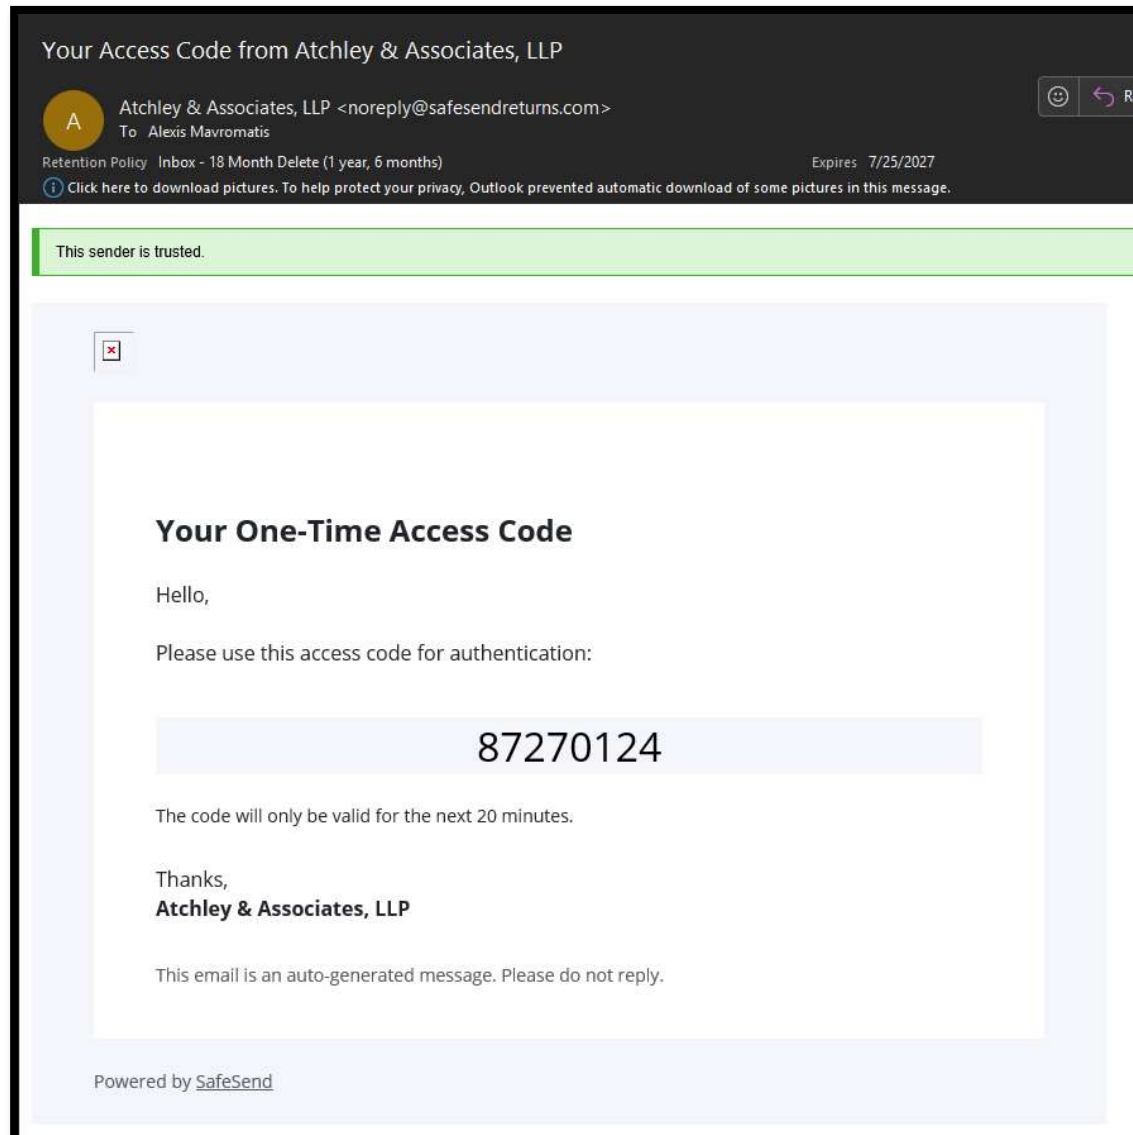 Your Access Code from Atchley & Associates, LLP
A
Atchley & Associates, LLP <noreply@safesendreturns.com>
To Alexis Mavromatis
R
Retention Policy Inbox - 18 Month Delete (1 year, 6 months) Expires 7/25/2027
Click here to download pictures. To help protect your privacy, Outlook prevented automatic download of some pictures in this message.
This sender is trusted.
Your One-Time Access Code
Hello,
Please use this access code for authentication:
87270124
The code will only be valid for the next 20 minutes.
Thanks,
Atchley & Associates, LLP
This email is an auto-generated message. Please do not reply.
Powered by SafeSend